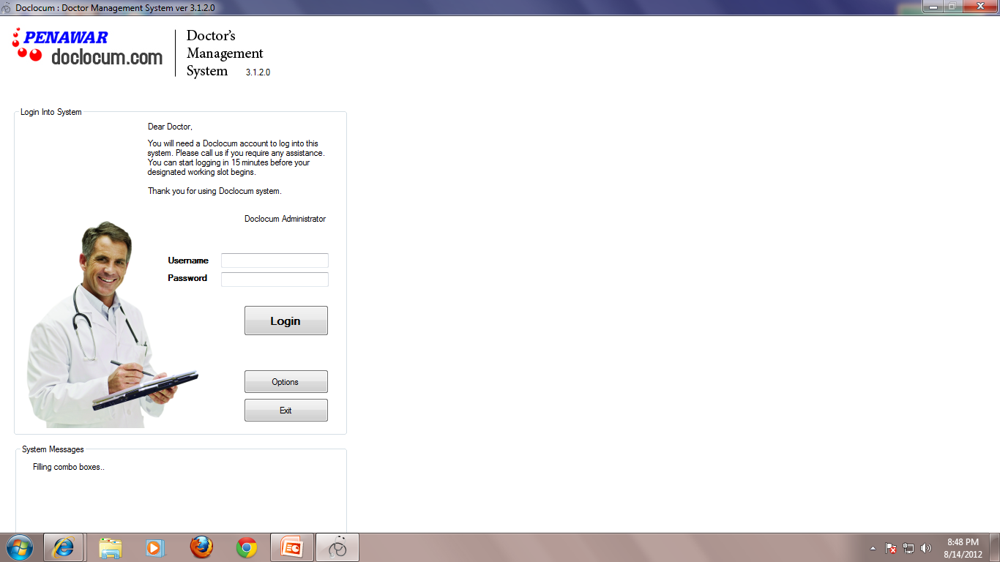 Doclocum : Doctor Management System ver 3.1.2.0
PENAWAR
doclocum.com
Doctor's
Management
System 3.1.2.0
Login Into System
Dear Doctor,
You will need a Doclocum account to log into this
system. Please call us if you require any assistance.
You can start logging in 15 minutes before your
designated working slot begins.
Thank you for using Doclocum system.
Doclocum Administrator
Username
Password
Login
Options
Exit
System Messages
Filling combo boxes..
8:48 PM
8/14/2012